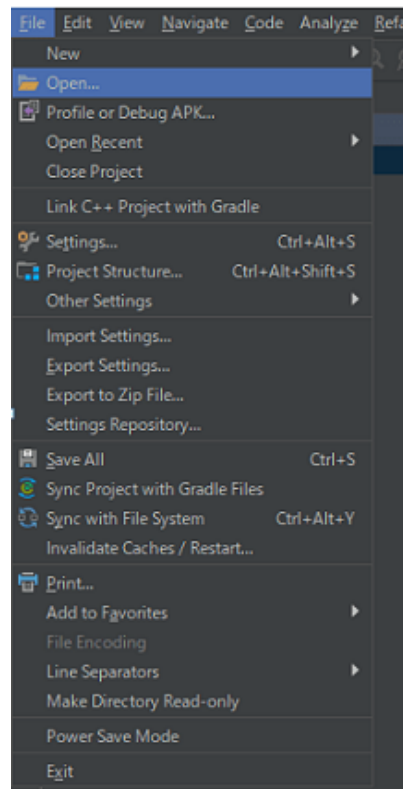 File Edit View Navigate Code Analyze Refa
New
Open...
Profile or Debug APK...
Open Recent
Close Project
Link C++ Project with Gradle
Settings... Ctrl+Alt+S
Project Structure... Ctrl+Alt+Shift+S
Other Settings
Import Settings...
Export Settings...
Export to Zip File...
Settings Repository...
Save All Ctrl+S
Sync Project with Gradle Files
Sync with File System Ctrl+Alt+Y
Invalidate Caches / Restart...
Print...
Add to Favorites
File Encoding
Line Separators
Make Directory Read-only
Power Save Mode
Exit